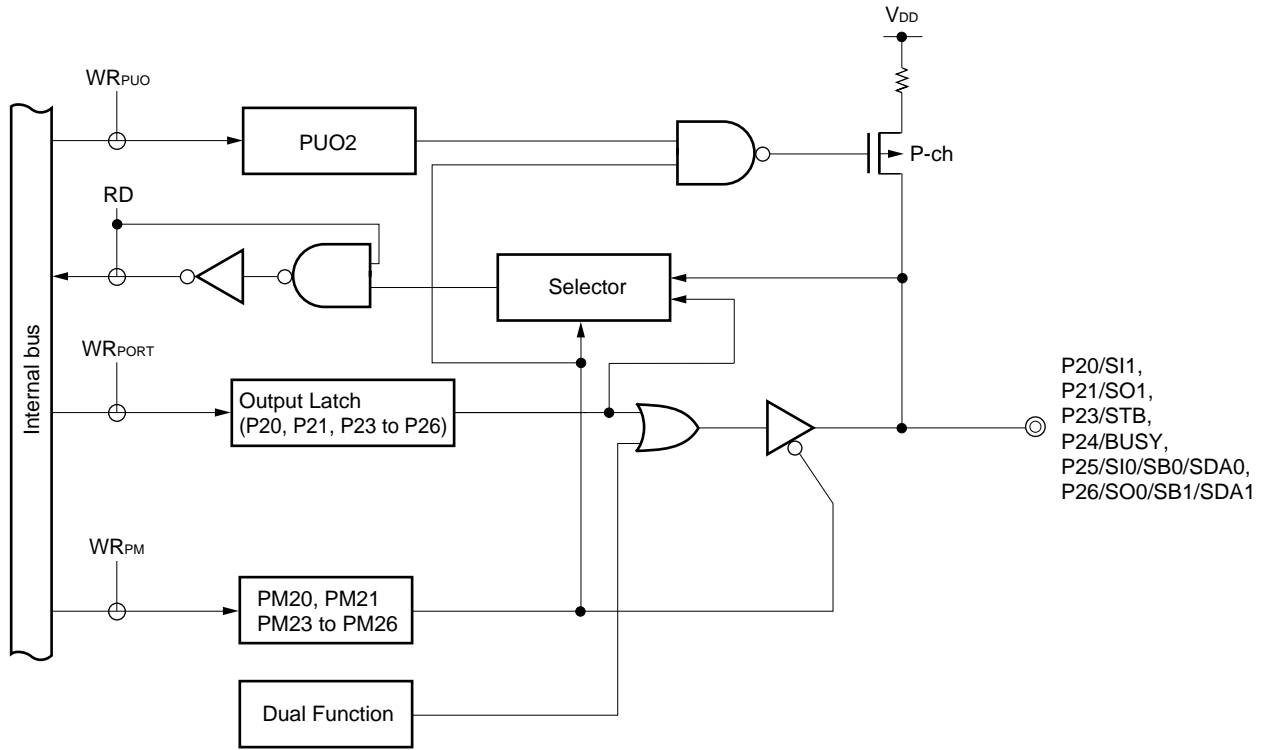 VDD
WRPUO
PUO2
P-ch
RD
Selector
Internal bus
WRPORT
Output Latch
(P20, P21, P23 to P26)
P20/SI1,
P21/SO1,
P23/STB,
P24/BUSY,
P25/SI0/SB0/SDA0,
P26/SO0/SB1/SDA1
WRPM
PM20, PM21
PM23 to PM26
Dual Function